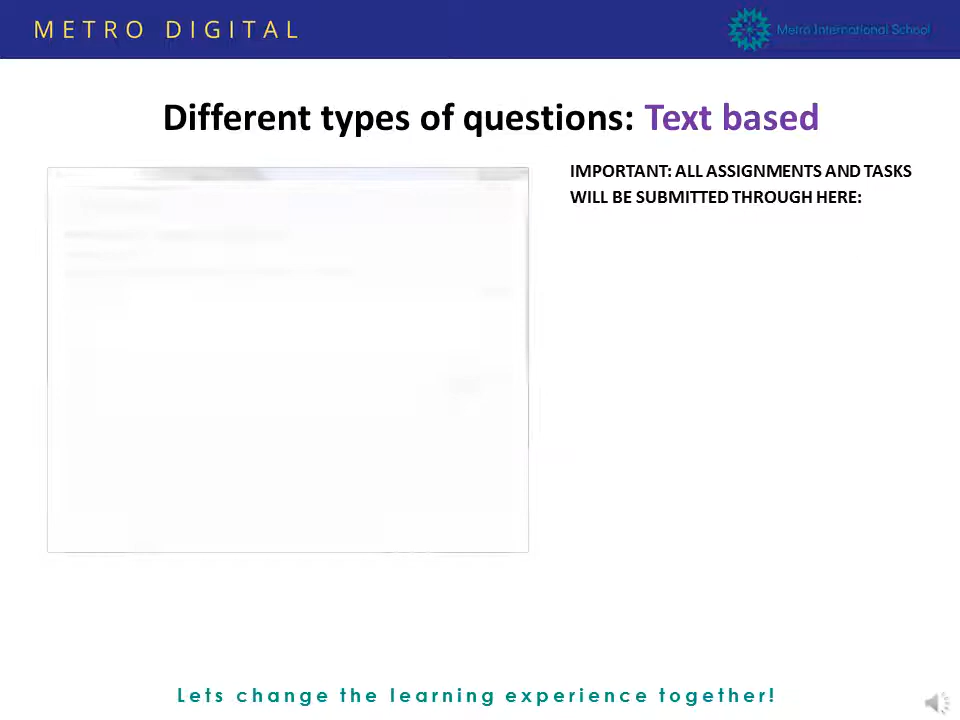 METRO DIGITAL
Metro International School
Different types of questions: Text based
IMPORTANT: ALL ASSIGNMENTS AND TASKS
WILL BE SUBMITTED THROUGH HERE:
Lets change the learning experience together!